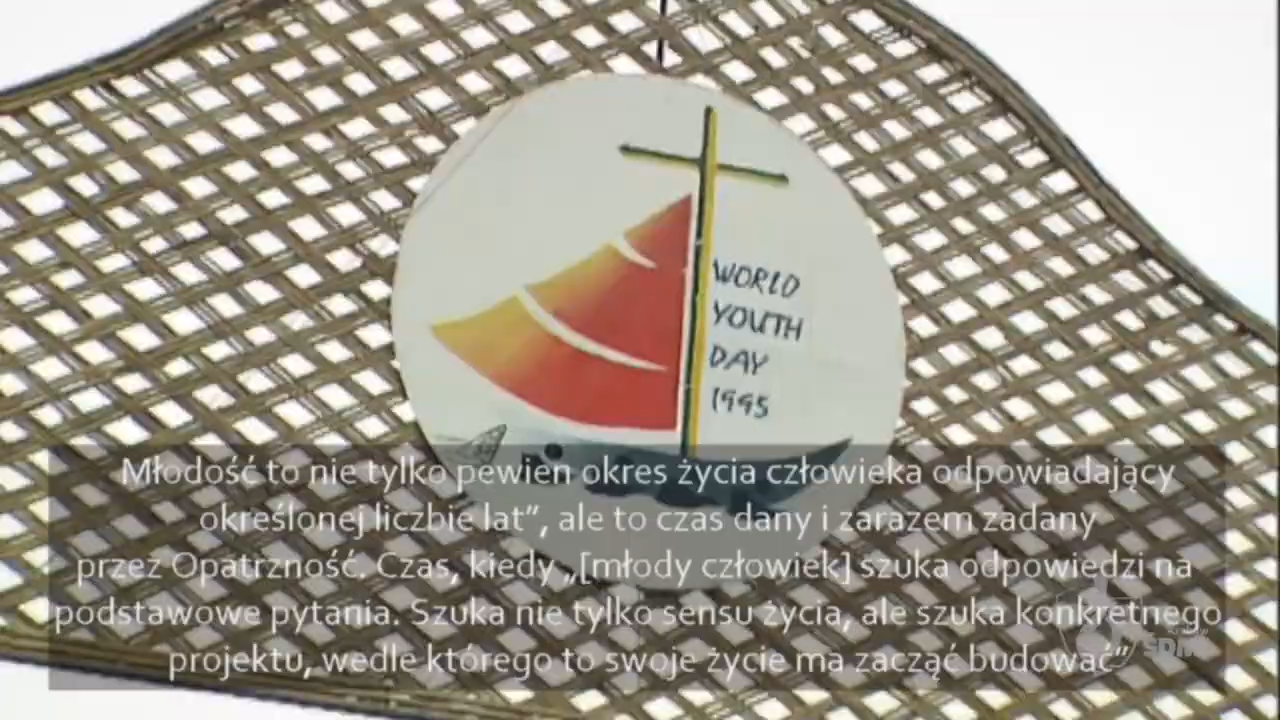 WORLD
YOUTH
DAY
1995
Młodość to nie tylko pewien okres życia człowieka odpowiadający
określonej liczbie lat”, ale to czas dany i zarazem zadany
przez Opatrzność. Czas, kiedy „[młody człowiek] szuka odpowiedzi na
podstawowe pytania. Szuka nie tylko sensu życia, ale szuka konkretnego
projektu, wedle którego to swoje życie ma zacząć budować”
SDM